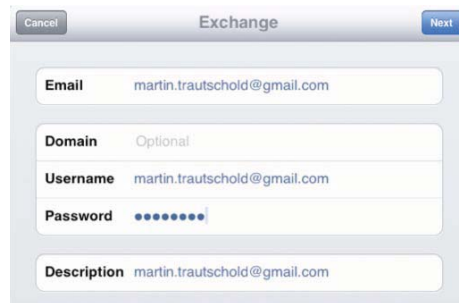 Cancel Exchange Next
Email martin.trautschold@gmail.com
Domain Optional
Username martin.trautschold@gmail.com
Password ●●●●●●●●
Description martin.trautschold@gmail.com